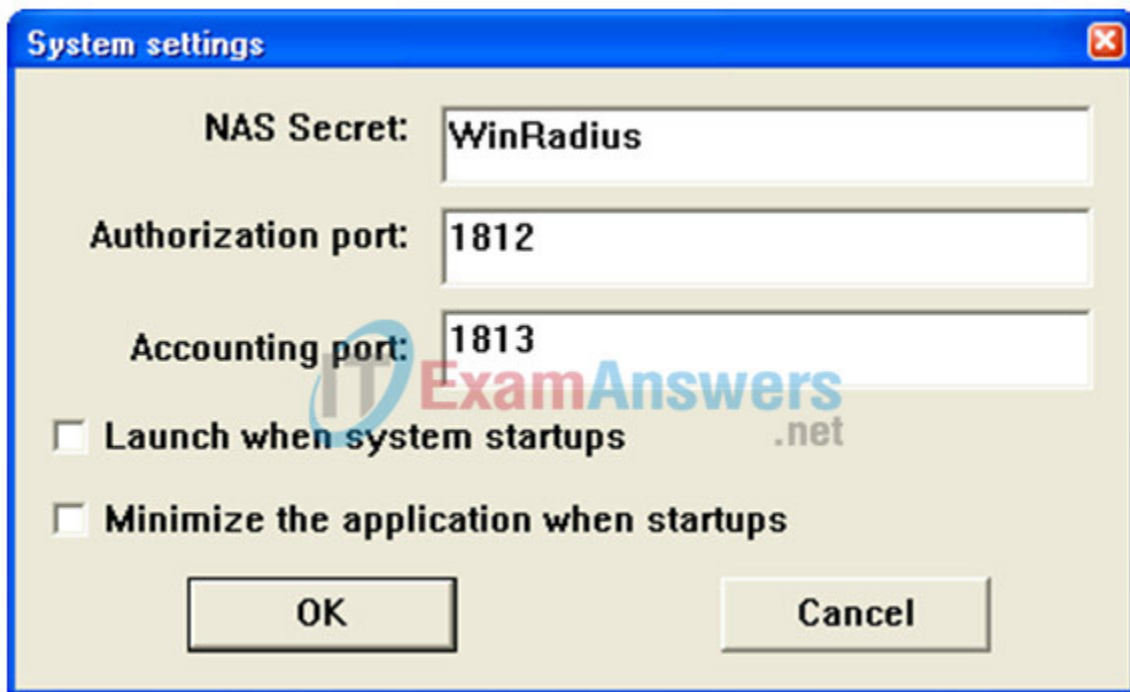 System settings
NAS Secret: WinRadius
Authorization port: 1812
Accounting port: 1813
ITExamAnswers
.net
Launch when system startups
Minimize the application when startups
OK Cancel